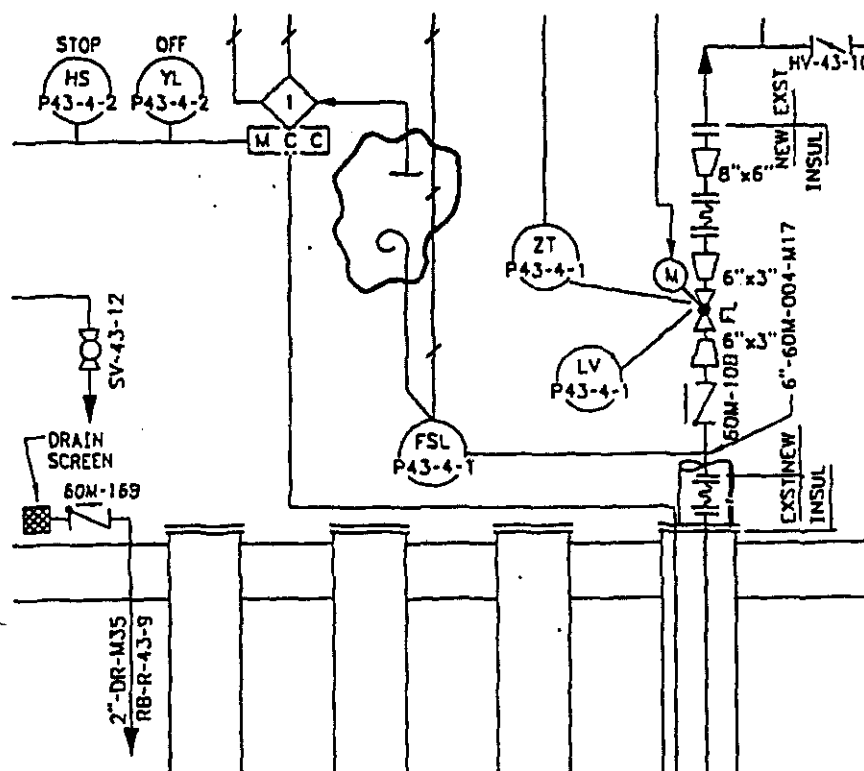 STOP
HS
P43-4-2
OFF
YL
P43-4-2
I
M C C
HV-43-10
NEW EXST
INSUL
8"x6"
ZT
P43-4-1
M
6"x3"
FL
6"x3"
LV
P43-4-1
60M-108
6"-60M-004-M17
SV-43-12
FSL
P43-4-1
DRAIN
SCREEN
60M-169
EXST NEW
INSUL
2"-DR-M35
RB-R-43-9